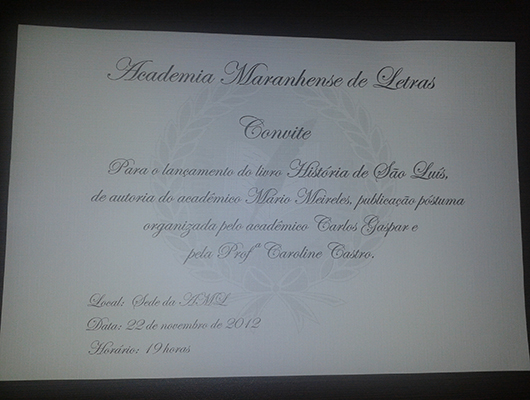 Academia Maranhense de Letras
Convite
Para o lançamento do livro História de São Luís,
de autoria do acadêmico Mário Meireles, publicação póstuma
organizada pelo acadêmico Carlos Gaspar e
pela Profª Caroline Castro.
Local: Sede da AML
Data: 22 de novembro de 2012
Horário: 19 horas